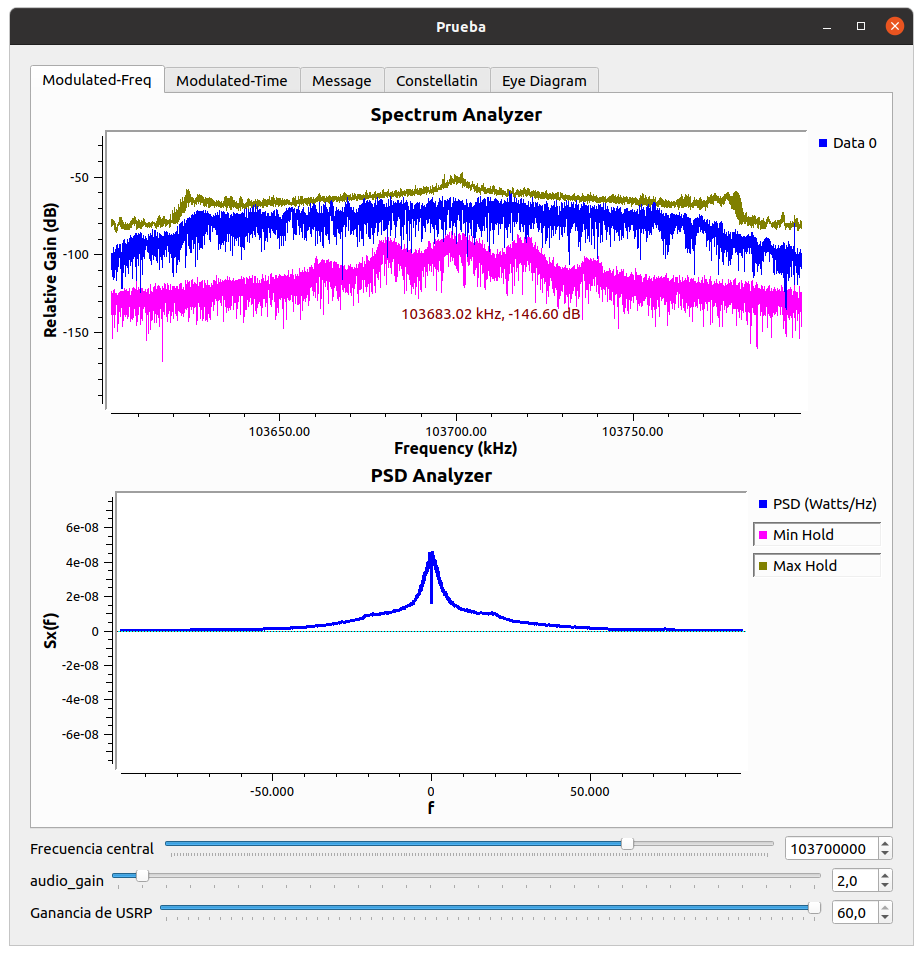 Prueba
Modulated-Freq Modulated-Time Message Constellatin Eye Diagram
Spectrum Analyzer
Data 0
Relative Gain (dB)
-50
-100
-150
103683.02 kHz, -146.60 dB
103650.00 103700.00 103750.00
Frequency (kHz)
PSD Analyzer
PSD (Watts/Hz)
Min Hold
Max Hold
Sx(f)
6e-08
4e-08
2e-08
0
-2e-08
-4e-08
-6e-08
-50.000 0 50.000
f
Frecuencia central 103700000
audio_gain 2,0
Ganancia de USRP 60,0